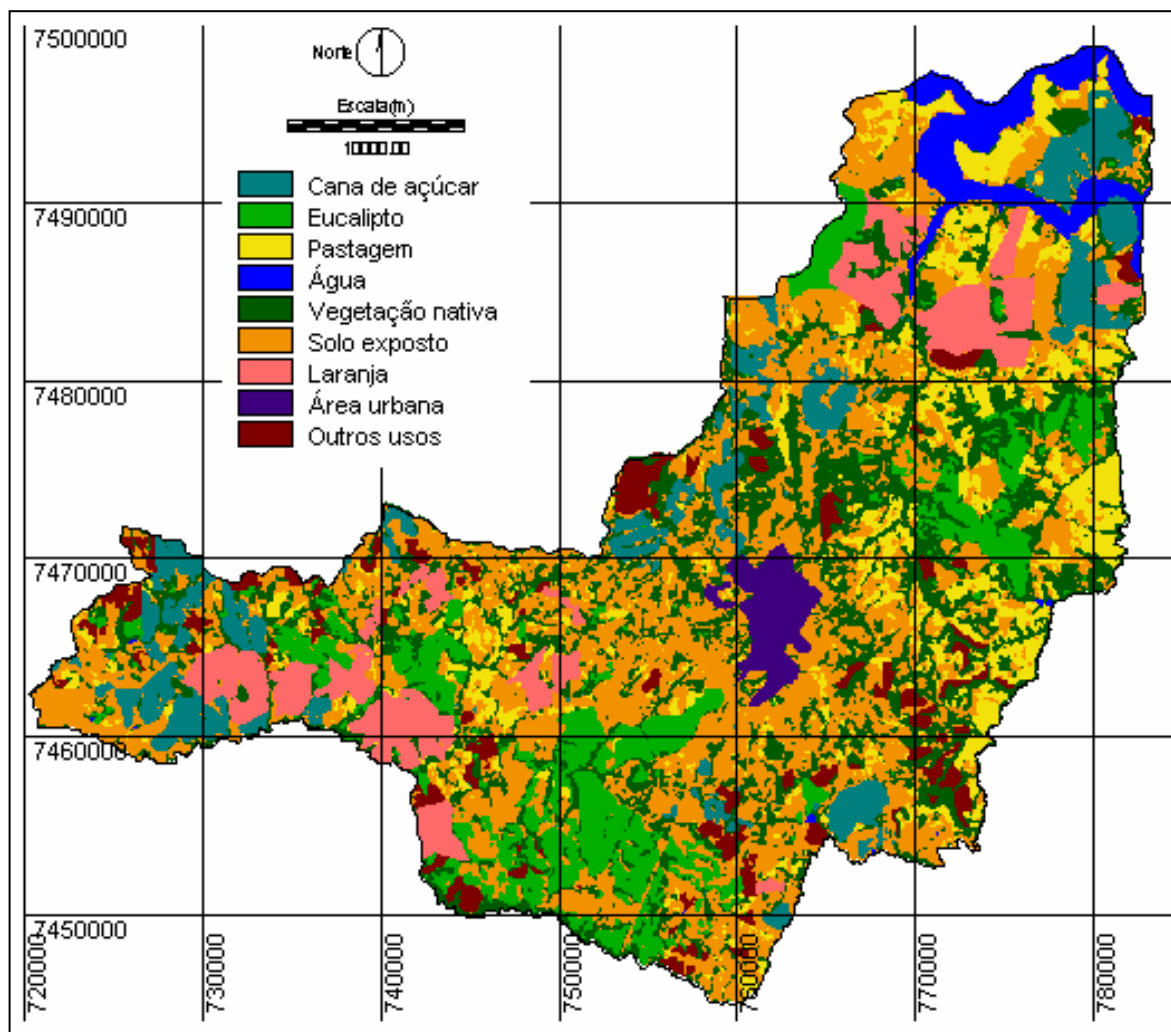 7500000
Norte
Escala(m)
10000.00
Cana de açúcar
7490000
Eucalipto
Pastagem
Água
Vegetação nativa
Solo exposto
Laranja
7480000
Área urbana
Outros usos
7470000
7460000
7450000
720000
730000
740000
750000
760000
770000
780000